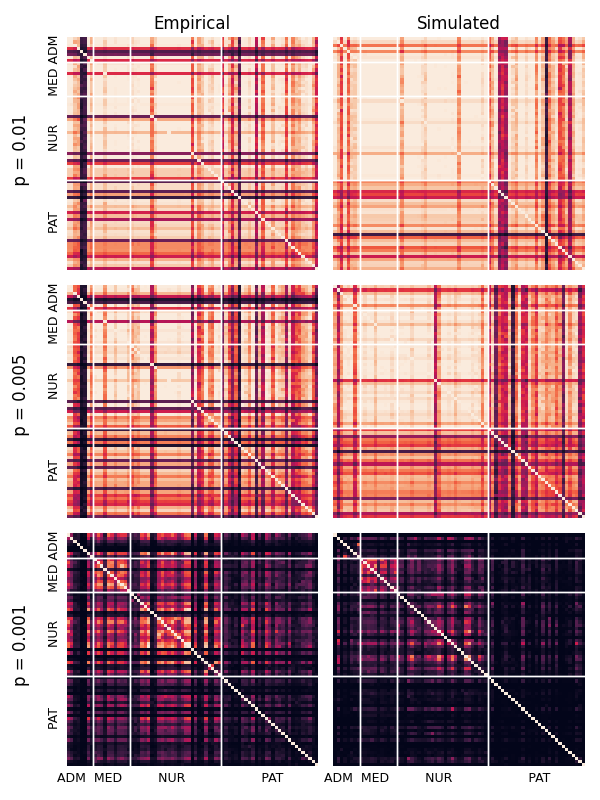 Empirical
Simulated
p = 0.01
ADM
MED
NUR
PAT
p = 0.005
ADM
MED
NUR
PAT
p = 0.001
ADM
MED
NUR
PAT
ADM MED NUR PAT
ADM MED NUR PAT